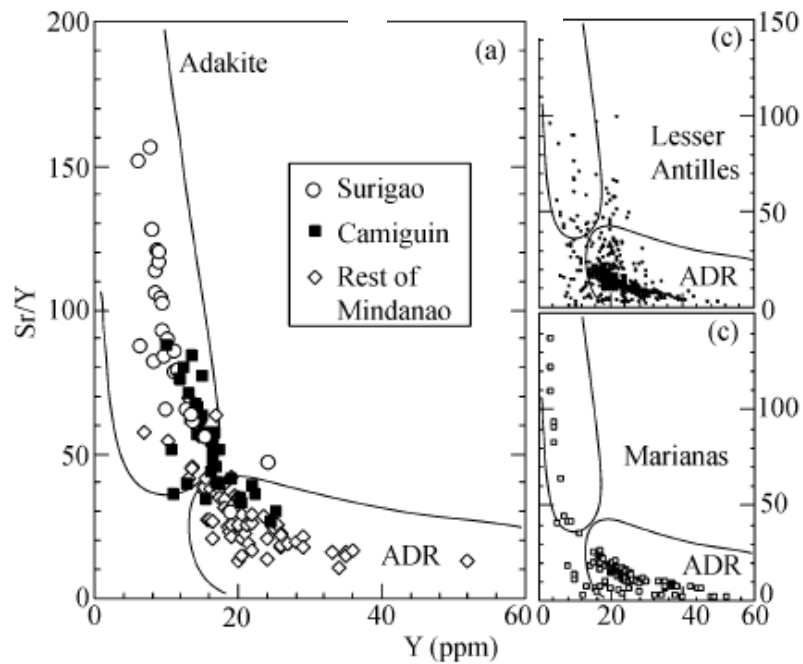 200
150
100
50
0
Sr/Y
Adakite
(a)
Surigao
Camiguin
Rest of
Mindanao
ADR
0
20
40
60
Y (ppm)
(c)
150
100
50
0
Lesser
Antilles
ADR
(c)
100
50
0
Marianas
ADR
0
20
40
60